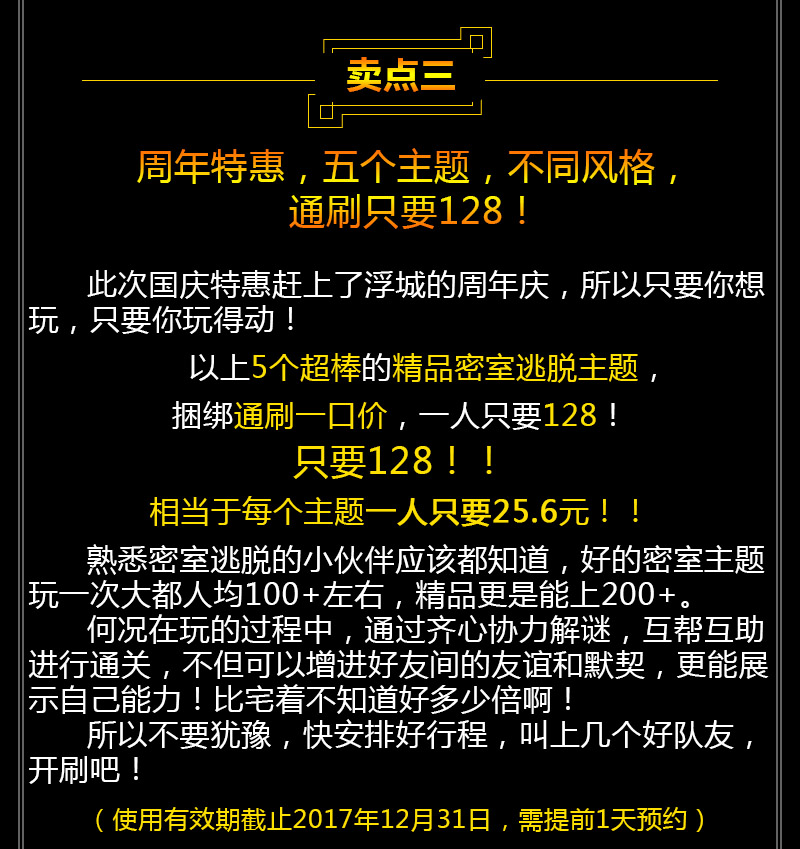 卖点三
周年特惠，五个主题，不同风格，
通刷只要128！
此次国庆特惠赶上了浮城的周年庆，所以只要你想
玩，只要你玩得动！
以上5个超棒的精品密室逃脱主题，
捆绑通刷一口价，一人只要128！
只要128！！
相当于每个主题一人只要25.6元！！
熟悉密室逃脱的小伙伴应该都知道，好的密室主题
玩一次大都人均100+左右，精品更是能上200+。
何况在玩的过程中，通过齐心协力解谜，互帮互助
进行通关，不但可以增进好友间的友谊和默契，更能展
示自己能力！比宅着不知道好多少倍啊！
所以不要犹豫，快安排好行程，叫上几个好队友，
开刷吧！
（使用有效期截止2017年12月31日，需提前1天预约）